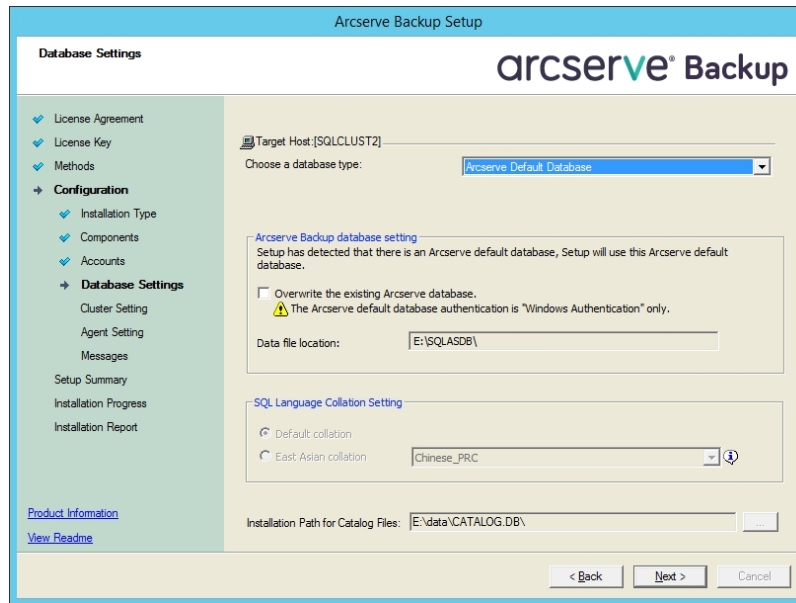 Arcserve Backup Setup
Database Settings
arcserve® Backup
License Agreement
License Key
Methods
Configuration
Installation Type
Components
Accounts
Database Settings
Cluster Setting
Agent Setting
Messages
Setup Summary
Installation Progress
Installation Report
Product Information
View Readme
Target Host:[SQLCLUST2]
Choose a database type: Arcserve Default Database
Arcserve Backup database setting
Setup has detected that there is an Arcserve default database, Setup will use this Arcserve default
database.
Overwrite the existing Arcserve database.
The Arcserve default database authentication is "Windows Authentication" only.
Data file location: E:\SQLASDB\
SQL Language Collation Setting
Default collation
East Asian collation Chinese_PRC
Installation Path for Catalog Files: E:\data\CATALOG.DB\ ...
< Back Next > Cancel